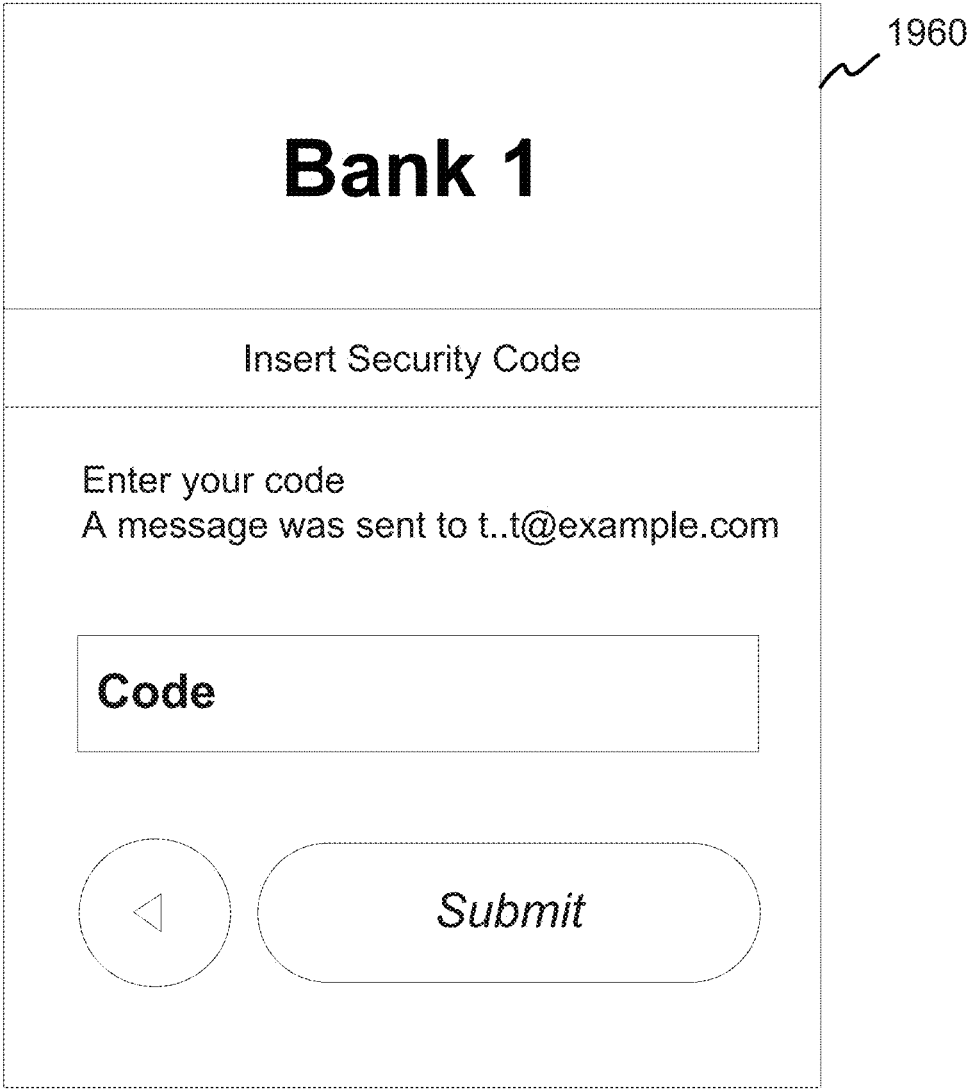 1960
Bank 1
Insert Security Code
Enter your code
A message was sent to t..t@example.com
Code
Submit